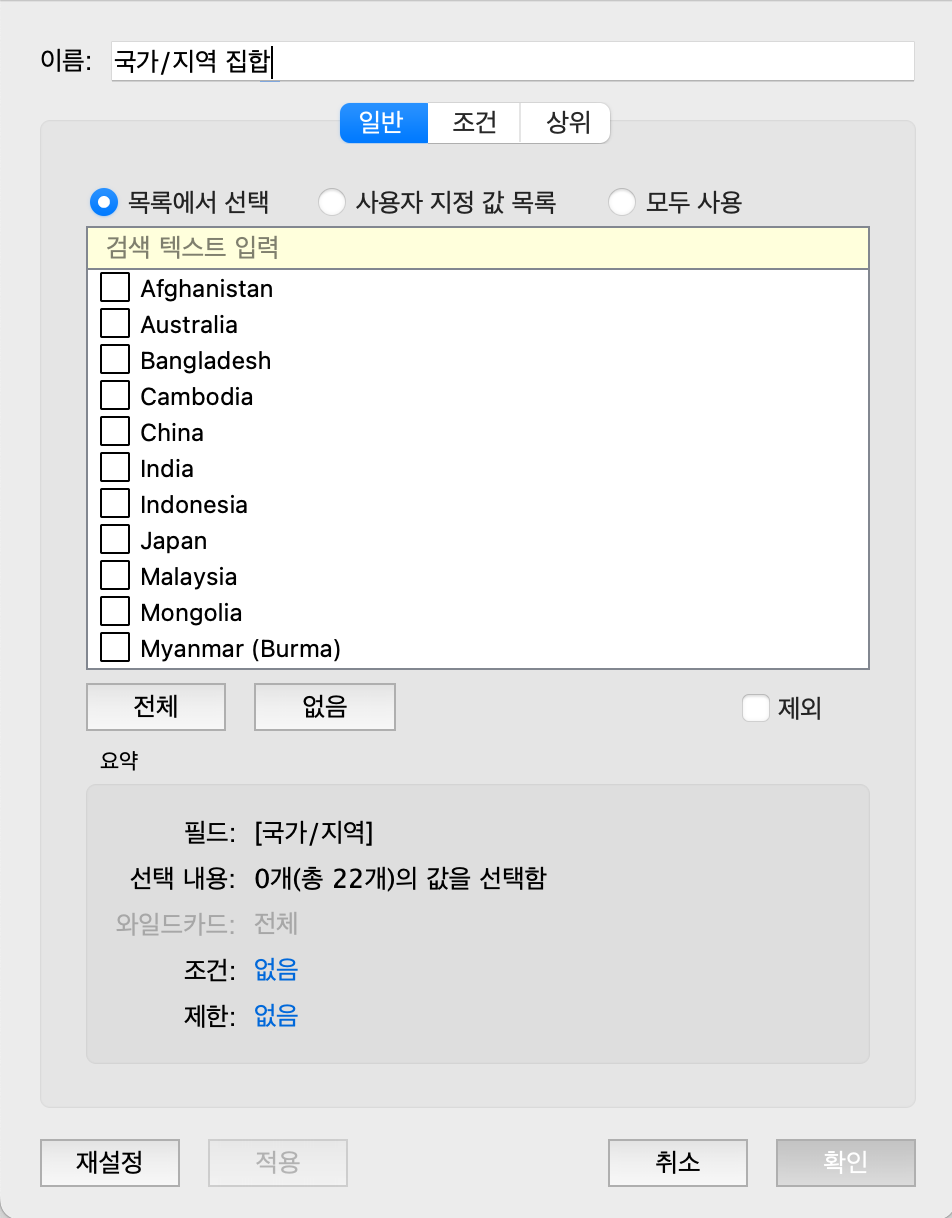 이름: 국가/지역 집합
일반 조건 상위
목록에서 선택 사용자 지정 값 목록 모두 사용
검색 텍스트 입력
Afghanistan
Australia
Bangladesh
Cambodia
China
India
Indonesia
Japan
Malaysia
Mongolia
Myanmar (Burma)
전체 없음 제외
요약
필드: [국가/지역]
선택 내용: 0개(총 22개)의 값을 선택함
와일드카드: 전체
조건: 없음
제한: 없음
재설정 적용 취소 확인